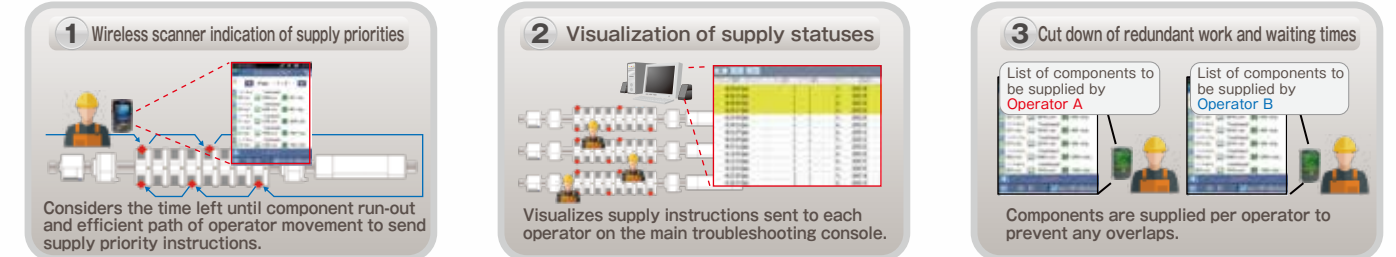 1 Wireless scanner indication of supply priorities
Considers the time left until component run-out
and efficient path of operator movement to send
supply priority instructions.
2 Visualization of supply statuses
Visualizes supply instructions sent to each
operator on the main troubleshooting console.
3 Cut down of redundant work and waiting times
List of components to
be supplied by
Operator A
List of components to
be supplied by
Operator B
Components are supplied per operator to
prevent any overlaps.